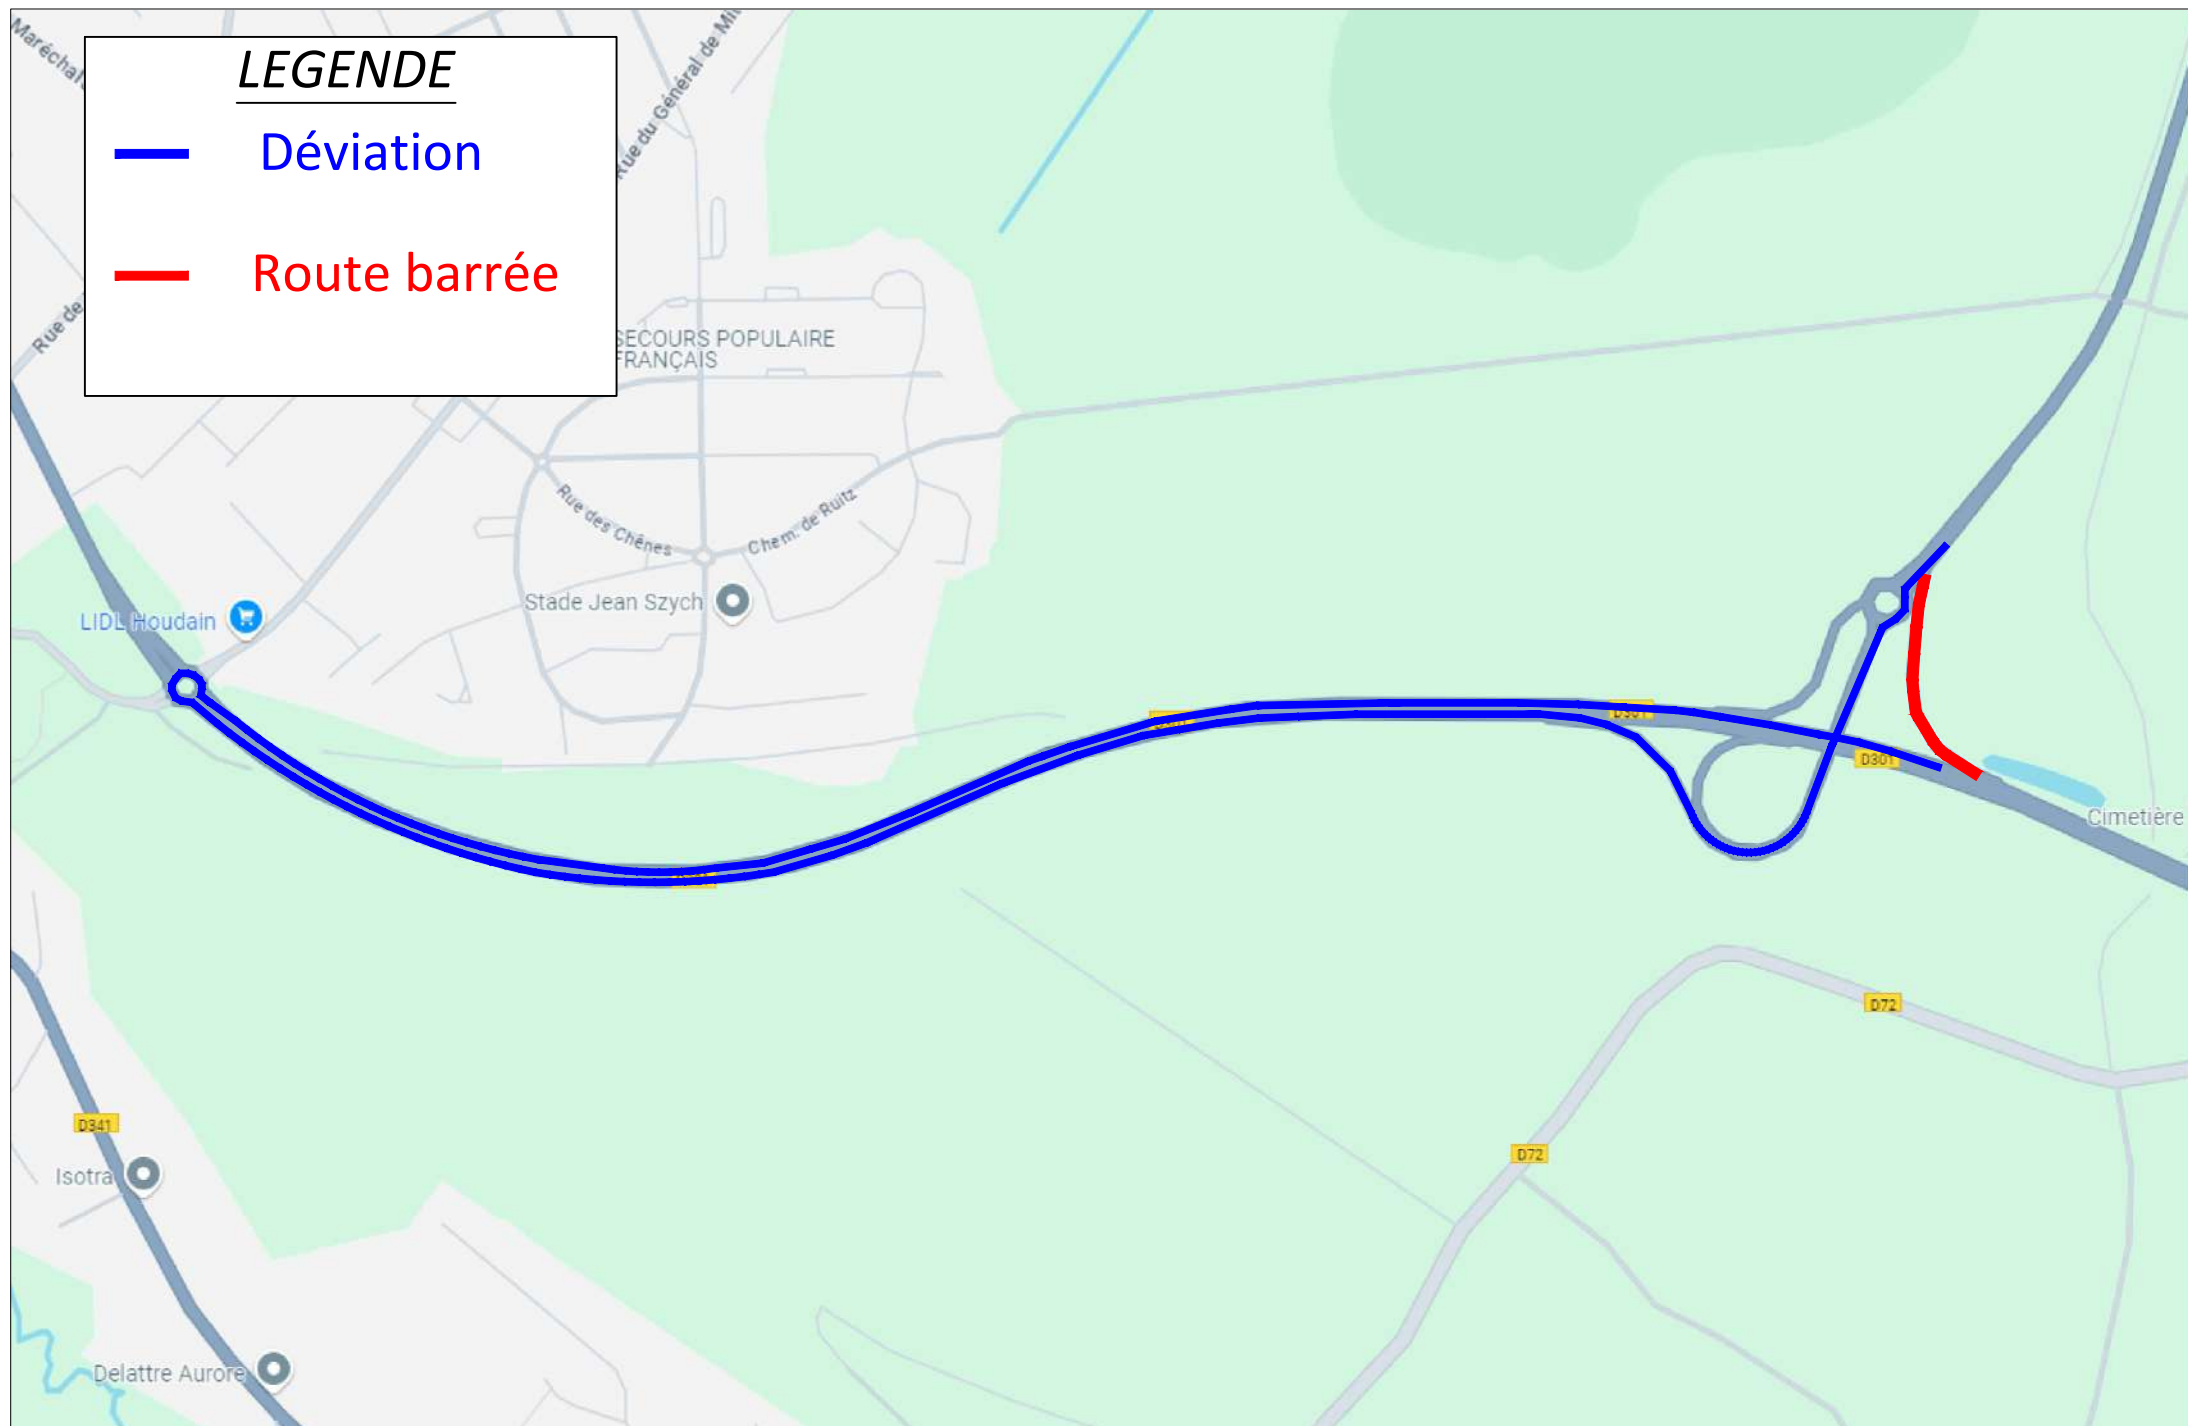 Maréchal
LEGENDE
Déviation
Route barrée
Rue du Général de
Rue de
SECOURS POPULAIRE
FRANÇAIS
Rue des Chênes
Chem. de Ruitz
Stade Jean Szych
LIDL Houdain
D301
D301
Cimetière
D72
D72
D341
Isotra
Delattre Aurore